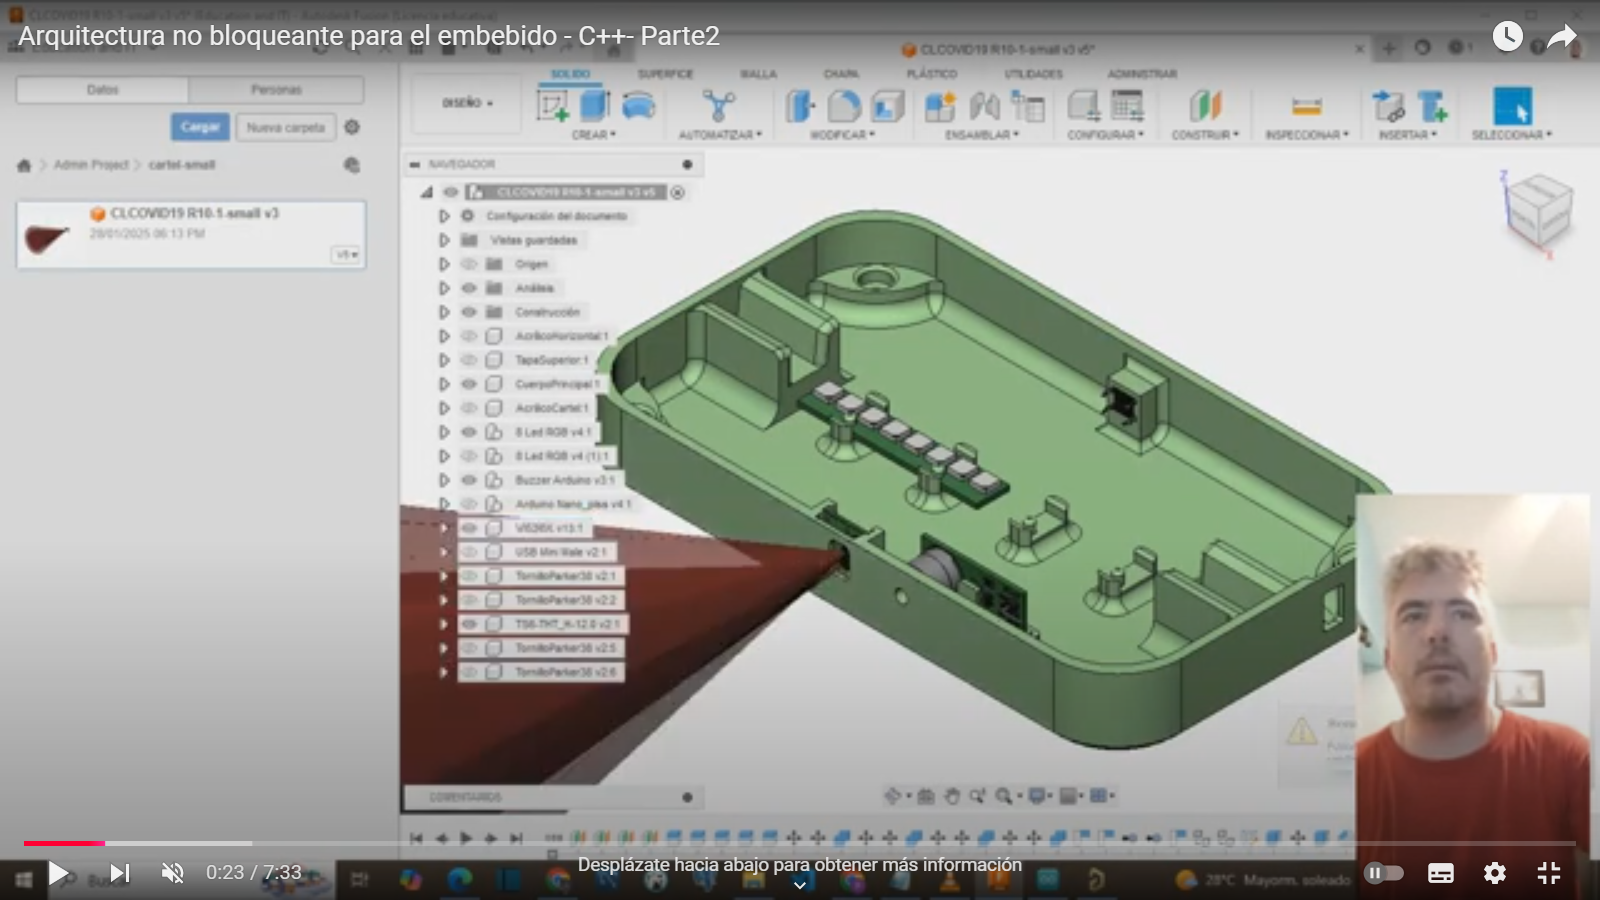 Arquitectura no bloqueante para el embebido - C++- Parte2
CLCOVID19 R10-1-small v3 v5*
Datos
Personas
SOLIDO
SUPERFICE
MALLA
CHAPA
PLÁSTICO
UTILIDADES
ADMINISTRAR
DISEÑO
Cargar
Nueva carpeta
CREAR
AUTOMATIZAR
MODIFICAR
ENSAMBLAR
CONFIGURAR
CONSTRUIR
INSPECCIONAR
INSERTAR
SELECCIONAR
Admin Project > cartel-small
NAVEGADOR
CLCOVID19 R10-1-small v3
28/01/2025 06:13 PM
V5
CLCOVID19 R10-1-small v3 v5
Configuración del documento
Vistas guardadas
Origen
Análisis
Construcción
AcrilicoHorizontal:1
TapaSuperior:1
CuerpoPrincipal:1
AcrilicoCartel:1
8 Led RGB v4:1
8 Led RGB v4 (1):1
Buzzer Arduino v3:1
Arduino Nano_pisa v4:1
USB Mini Male v2:1
TornilloParker38 v2:1
TornilloParker38 v2:2
TS6-THT_H-12.0 v2:1
TornilloParker38 v2:5
TornilloParker38 v2:6
Z
X
COMENTARIOS
0:23 / 7:33
Desplázate hacia abajo para obtener más información
28°C Mayorm. soleado